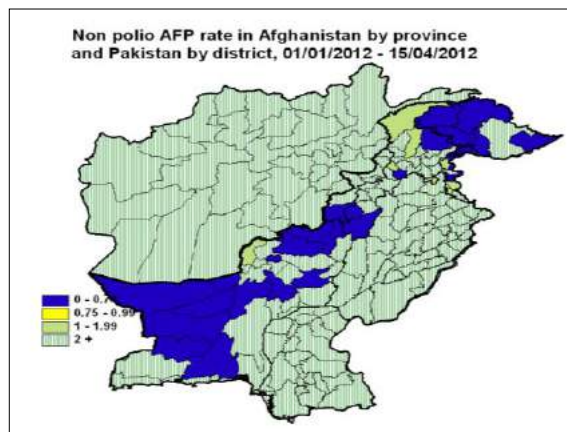 Non polio AFP rate in Afghanistan by province
and Pakistan by district, 01/01/2012 - 15/04/2012
0 - 0.7
0.75 - 0.99
1 - 1.99
2 +